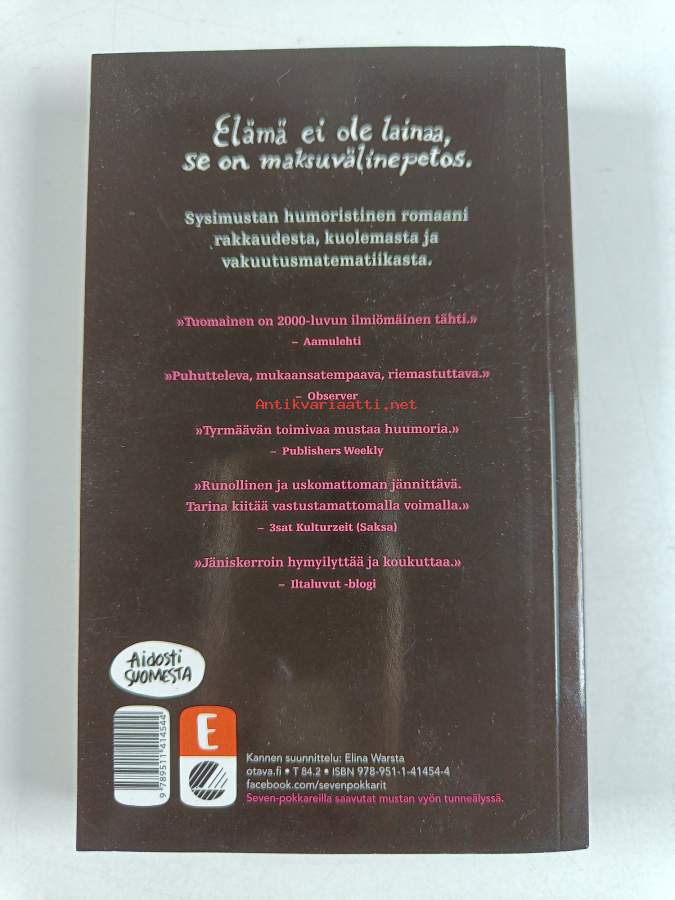 Elämä ei ole lainaa,
se on maksuvälinepetos.
Sysimustan humoristinen romaani
rakkaudesta, kuolemasta ja
vakuutusmatematiikasta.
»Tuomainen on 2000-luvun ilmiömäinen tähti.»
– Aamulehti
»Puhutteleva, mukaansatempaava, riemastuttava.»
– Observer
Antikvariaatti.net
»Tyrmäävän toimivaa mustaa huumoria.»
– Publishers Weekly
»Runollinen ja uskomattoman jännittävä.
Tarina kiitää vastustamattomalla voimalla.»
– 3sat Kulturzeit (Saksa)
»Jäniskerroin hymyilyttää ja koukuttaa.»
– Iltaluvut -blogi
Aidosti
SUOMESTA
9 789511 414544
E
Kannen suunnittelu: Elina Warsta
otava.fi • T 84.2 • ISBN 978-951-1-41454-4
facebook.com/sevenpokkarit
Seven-pokkareilla saavutat mustan vyön tunneälyssä.